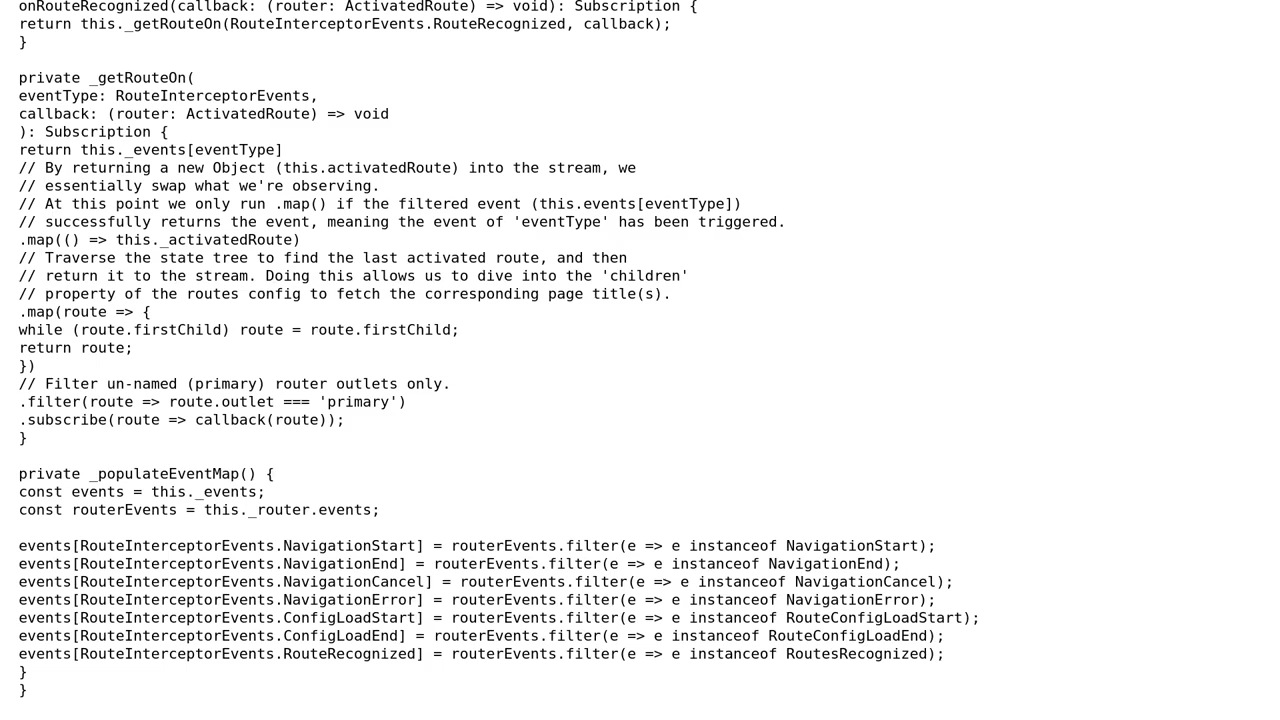 onRouteRecognized(callback: (router: ActivatedRoute) => void): Subscription {
return this._getRouteOn(RouteInterceptorEvents.RouteRecognized, callback);
}

private _getRouteOn(
eventType: RouteInterceptorEvents,
callback: (router: ActivatedRoute) => void
): Subscription {
return this._events[eventType]
// By returning a new Object (this.activatedRoute) into the stream, we
// essentially swap what we're observing.
// At this point we only run .map() if the filtered event (this.events[eventType])
// successfully returns the event, meaning the event of 'eventType' has been triggered.
.map(() => this._activatedRoute)
// Traverse the state tree to find the last activated route, and then
// return it to the stream. Doing this allows us to dive into the 'children'
// property of the routes config to fetch the corresponding page title(s).
.map(route => {
while (route.firstChild) route = route.firstChild;
return route;
})
// Filter un-named (primary) router outlets only.
.filter(route => route.outlet === 'primary')
.subscribe(route => callback(route));
}

private _populateEventMap() {
const events = this._events;
const routerEvents = this._router.events;

events[RouteInterceptorEvents.NavigationStart] = routerEvents.filter(e => e instanceof NavigationStart);
events[RouteInterceptorEvents.NavigationEnd] = routerEvents.filter(e => e instanceof NavigationEnd);
events[RouteInterceptorEvents.NavigationCancel] = routerEvents.filter(e => e instanceof NavigationCancel);
events[RouteInterceptorEvents.NavigationError] = routerEvents.filter(e => e instanceof NavigationError);
events[RouteInterceptorEvents.ConfigLoadStart] = routerEvents.filter(e => e instanceof RouteConfigLoadStart);
events[RouteInterceptorEvents.ConfigLoadEnd] = routerEvents.filter(e => e instanceof RouteConfigLoadEnd);
events[RouteInterceptorEvents.RouteRecognized] = routerEvents.filter(e => e instanceof RoutesRecognized);
}
}